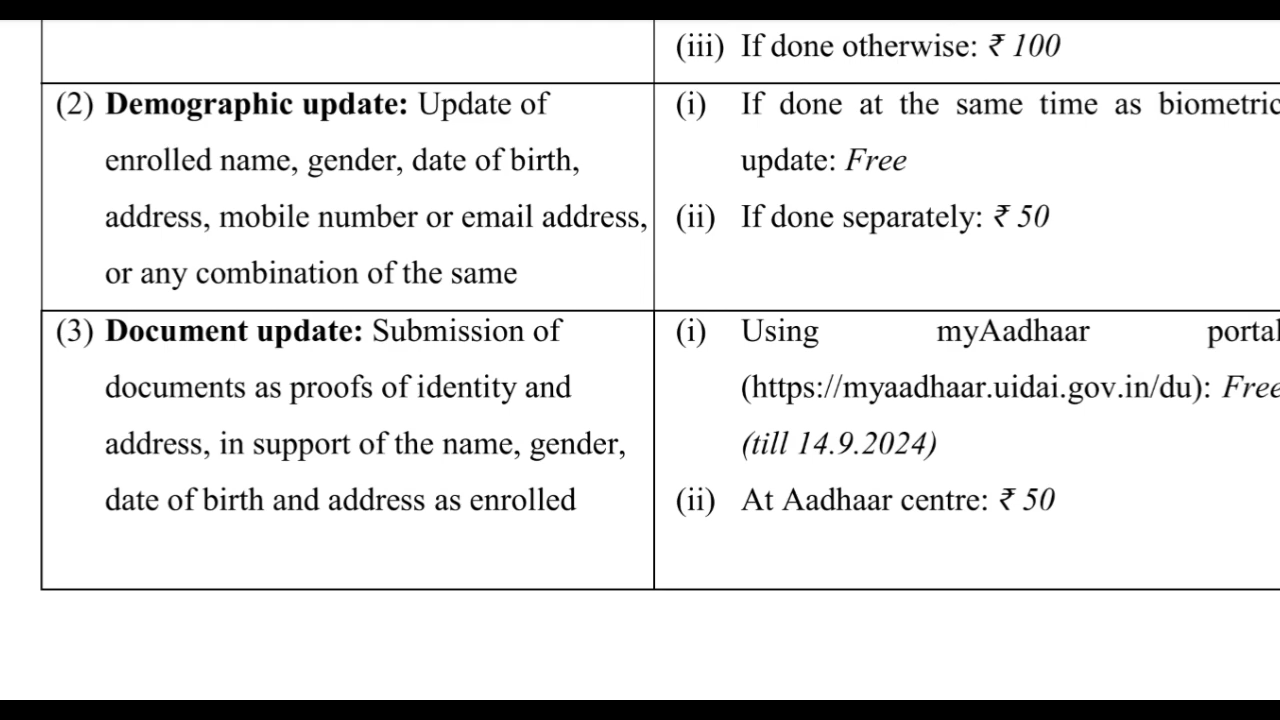 (iii) If done otherwise: ₹ 100
(2) Demographic update: Update of
enrolled name, gender, date of birth,
address, mobile number or email address,
or any combination of the same
(i) If done at the same time as biometric
update: Free
(ii) If done separately: ₹ 50
(3) Document update: Submission of
documents as proofs of identity and
address, in support of the name, gender,
date of birth and address as enrolled
(i) Using myAadhaar portal
(https://myaadhaar.uidai.gov.in/du): Free
(till 14.9.2024)
(ii) At Aadhaar centre: ₹ 50